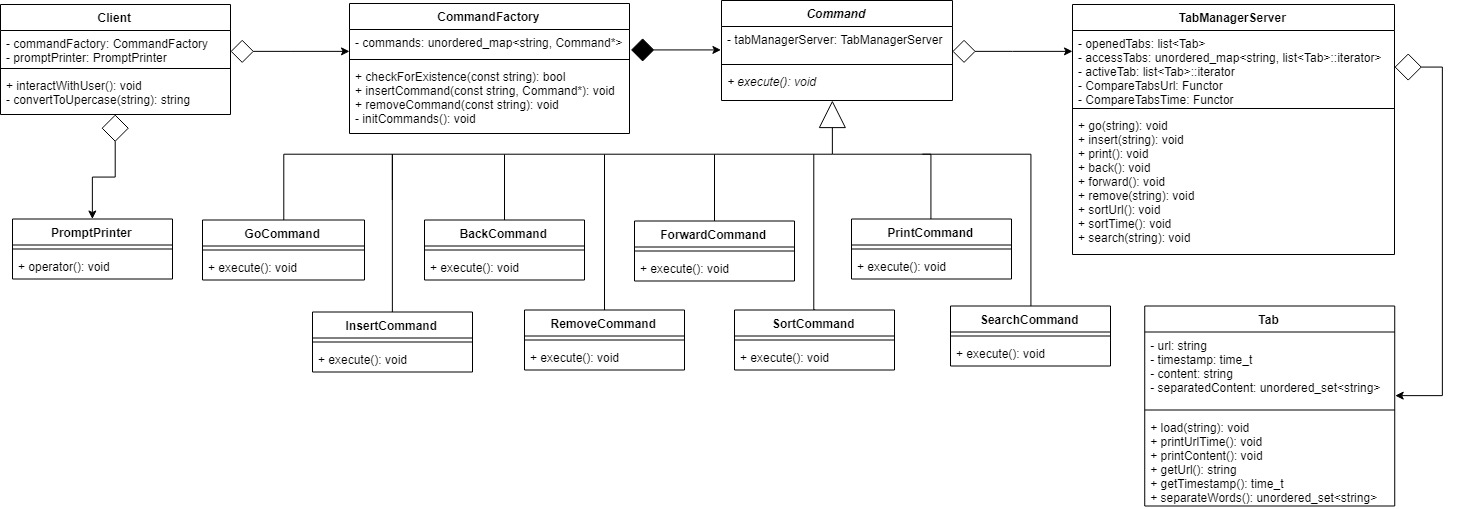 Client
- commandFactory: CommandFactory
- promptPrinter: PromptPrinter
+ interactWithUser(): void
- convertToUpercase(string): string
CommandFactory
- commands: unordered_map<string, Command*>
+ checkForExistence(const string): bool
+ insertCommand(const string, Command*): void
+ removeCommand(const string): void
- initCommands(): void
Command
- tabManagerServer: TabManagerServer
+ execute(): void
TabManagerServer
- openedTabs: list<Tab>
- accessTabs: unordered_map<string, list<Tab>::iterator>
- activeTab: list<Tab>::iterator
- CompareTabsUrl: Functor
- CompareTabsTime: Functor
+ go(string): void
+ insert(string): void
+ print(): void
+ back(): void
+ forward(): void
+ remove(string): void
+ sortUrl(): void
+ sortTime(): void
+ search(string): void
PromptPrinter
+ operator(): void
GoCommand
+ execute(): void
BackCommand
+ execute(): void
ForwardCommand
+ execute(): void
PrintCommand
+ execute(): void
InsertCommand
+ execute(): void
RemoveCommand
+ execute(): void
SortCommand
+ execute(): void
SearchCommand
+ execute(): void
Tab
- url: string
- timestamp: time_t
- content: string
- separatedContent: unordered_set<string>
+ load(string): void
+ printUrlTime(): void
+ printContent(): void
+ getUrl(): string
+ getTimestamp(): time_t
+ separateWords(): unordered_set<string>